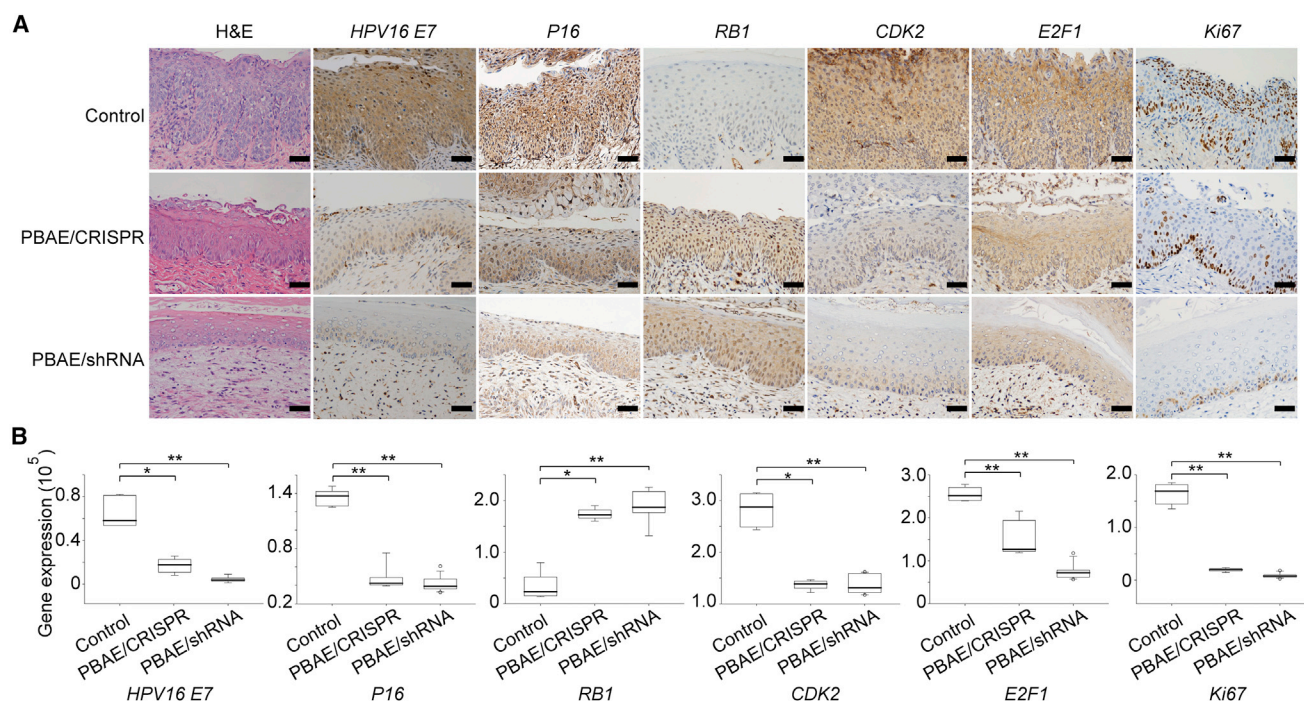 A
H&E HPV16 E7 P16 RB1 CDK2 E2F1 Ki67
Control
PBAE/CRISPR
PBAE/shRNA
B
Gene expression (10^5)
0.8
0.4
0
*
**
Control
PBAE/CRISPR
PBAE/shRNA
HPV16 E7
1.4
0.8
0.2
**
**
Control
PBAE/CRISPR
PBAE/shRNA
P16
2.0
1.0
0
*
**
Control
PBAE/CRISPR
PBAE/shRNA
RB1
3.0
2.0
1.0
*
**
Control
PBAE/CRISPR
PBAE/shRNA
CDK2
3.0
2.0
1.0
0
**
**
Control
PBAE/CRISPR
PBAE/shRNA
E2F1
2.0
1.0
0
**
**
Control
PBAE/CRISPR
PBAE/shRNA
Ki67